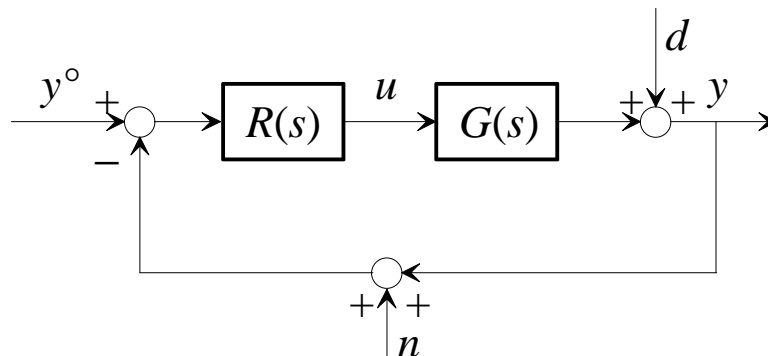 d
y° + R(s) u G(s) + + y
−
+ +
n